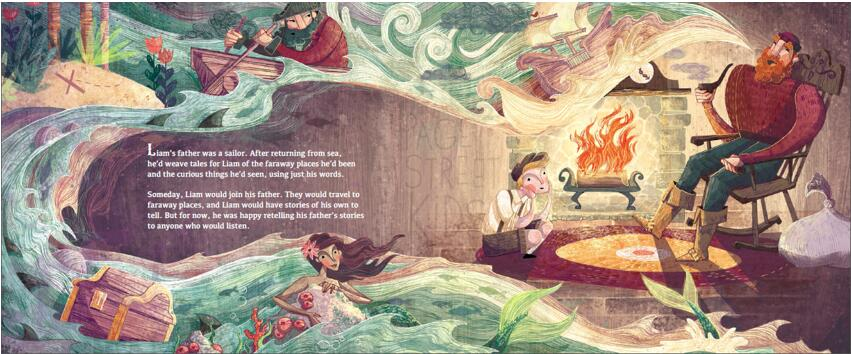 Liam's father was a sailor. After returning from sea,
he'd weave tales for Liam of the faraway places he'd been
and the curious things he'd seen, using just his words.
Someday, Liam would join his father. They would travel to
faraway places, and Liam would have stories of his own to
tell. But for now, he was happy retelling his father's stories
to anyone who would listen.